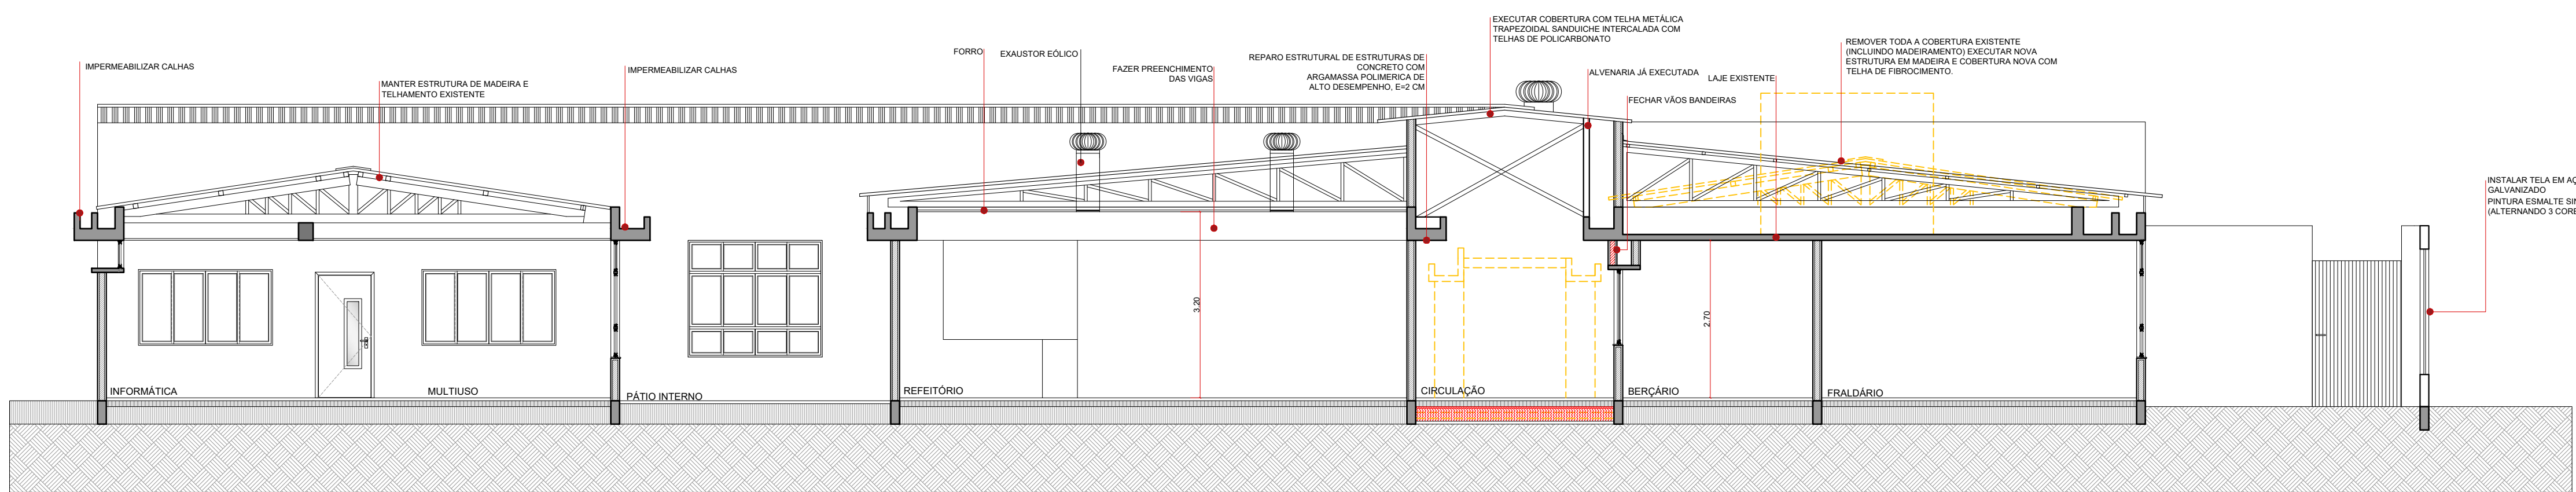 IMPERMEABILIZAR CALHAS
MANTER ESTRUTURA DE MADEIRA E
TELHAMENTO EXISTENTE
IMPERMEABILIZAR CALHAS
FORRO
EXAUSTOR EÓLICO
FAZER PREENCHIMENTO
DAS VIGAS
REPARO ESTRUTURAL DE ESTRUTURAS DE
CONCRETO COM
ARGAMASSA POLIMERICA DE
ALTO DESEMPENHO, E=2 CM
EXECUTAR COBERTURA COM TELHA METÁLICA
TRAPEZOIDAL SANDUICHE INTERCALADA COM
TELHAS DE POLICARBONATO
ALVENARIA JÁ EXECUTADA
FECHAR VÃOS BANDEIRAS
LAJE EXISTENTE
REMOVER TODA A COBERTURA EXISTENTE
(INCLUINDO MADEIRAMENTO) EXECUTAR NOVA
ESTRUTURA EM MADEIRA E COBERTURA NOVA COM
TELHA DE FIBROCIMENTO.
INSTALAR TELA EM
GALVANIZADO
PINTURA ESMALTE
(ALTERNANDO 3
3.20
2.70
INFORMÁTICA
MULTIUSO
PÁTIO INTERNO
REFEITÓRIO
CIRCULAÇÃO
BERÇÁRIO
FRALDÁRIO